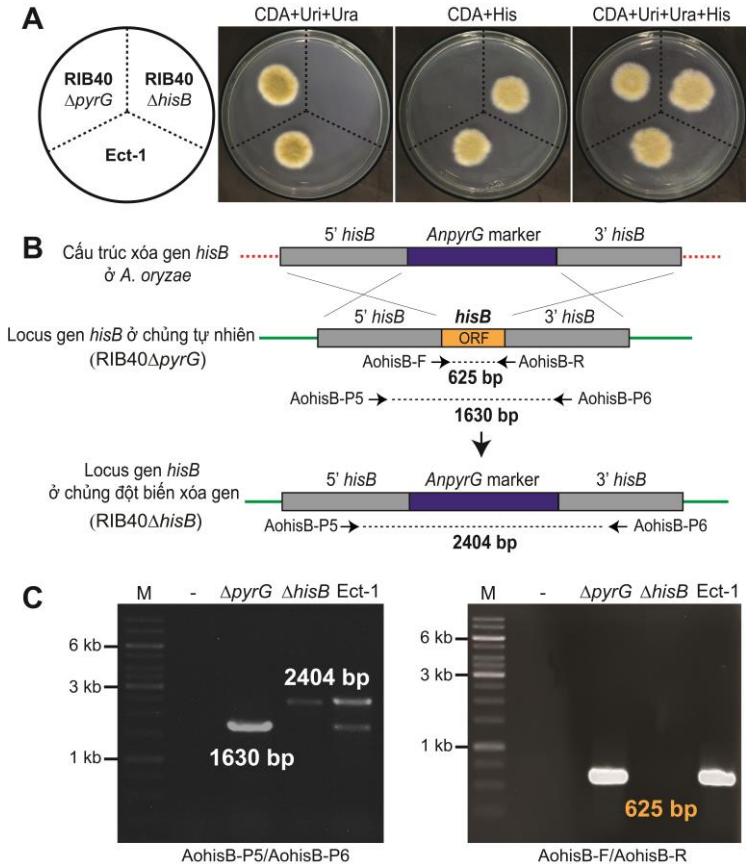 A
CDA+Uri+Ura
CDA+His
CDA+Uri+Ura+His
RIB40 RIB40
ΔpyrG ΔhisB
Ect-1
B
5' hisB AnpyrG marker 3' hisB
Cấu trúc xóa gen hisB
ở A. oryzae
5' hisB hisB 3' hisB
Locus gen hisB ở chủng tự nhiên
(RIB40ΔpyrG)
ORF
AohisB-F AohisB-R
625 bp
AohisB-P5 AohisB-P6
1630 bp
Locus gen hisB
ở chủng đột biến xóa gen
(RIB40ΔhisB)
5' hisB AnpyrG marker 3' hisB
AohisB-P5 AohisB-P6
2404 bp
C
M - ΔpyrG ΔhisB Ect-1
6 kb
3 kb
2404 bp
1 kb
1630 bp
AohisB-P5/AohisB-P6
M - ΔpyrG ΔhisB Ect-1
6 kb
3 kb
1 kb
625 bp
AohisB-F/AohisB-R